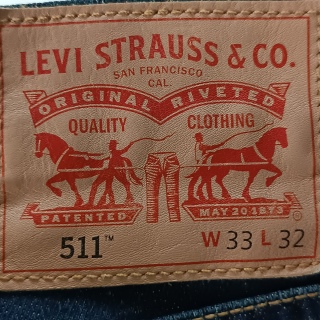 LEVI STRAUSS & CO.
SAN FRANCISCO
CAL.
ORIGINAL RIVETED
QUALITY CLOTHING
PATENTED MAY 20 1873
511™ W 33 L 32